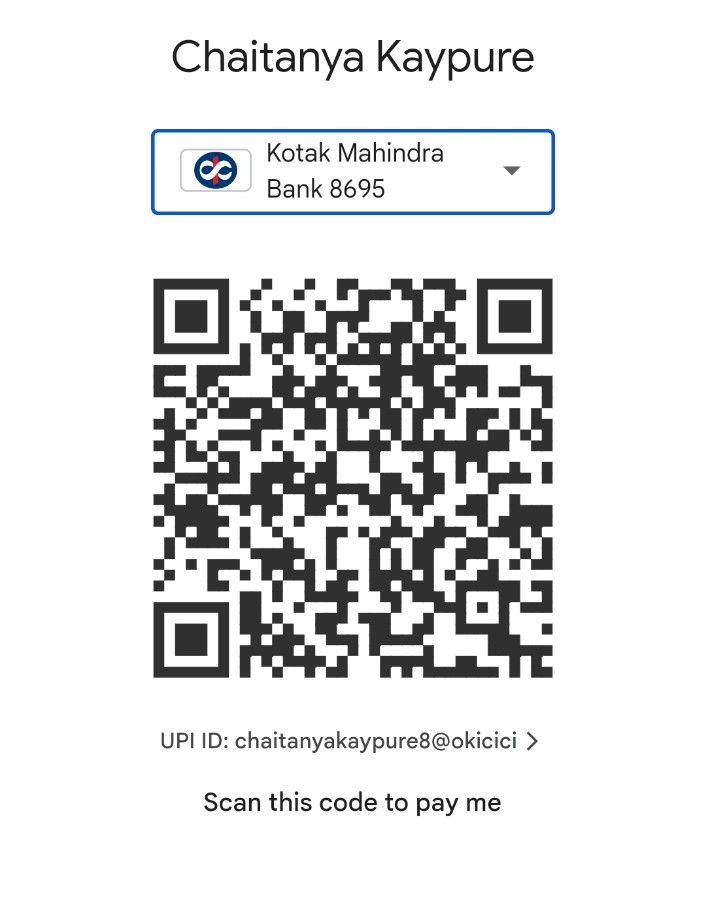 Chaitanya Kaypure
Kotak Mahindra
Bank 8695
UPI ID: chaitanyakaypure8@okicici
Scan this code to pay me